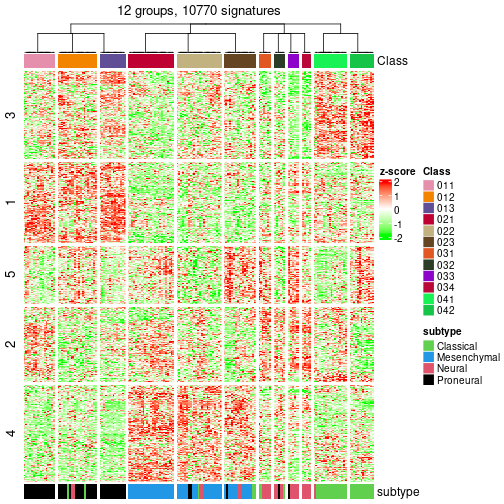 12 groups, 10770 signatures
Class
3
1
5
2
4
subtype
z-score
2
1
0
-1
-2
Class
011
012
013
021
022
023
031
032
033
034
041
042
subtype
Classical
Mesenchymal
Neural
Proneural